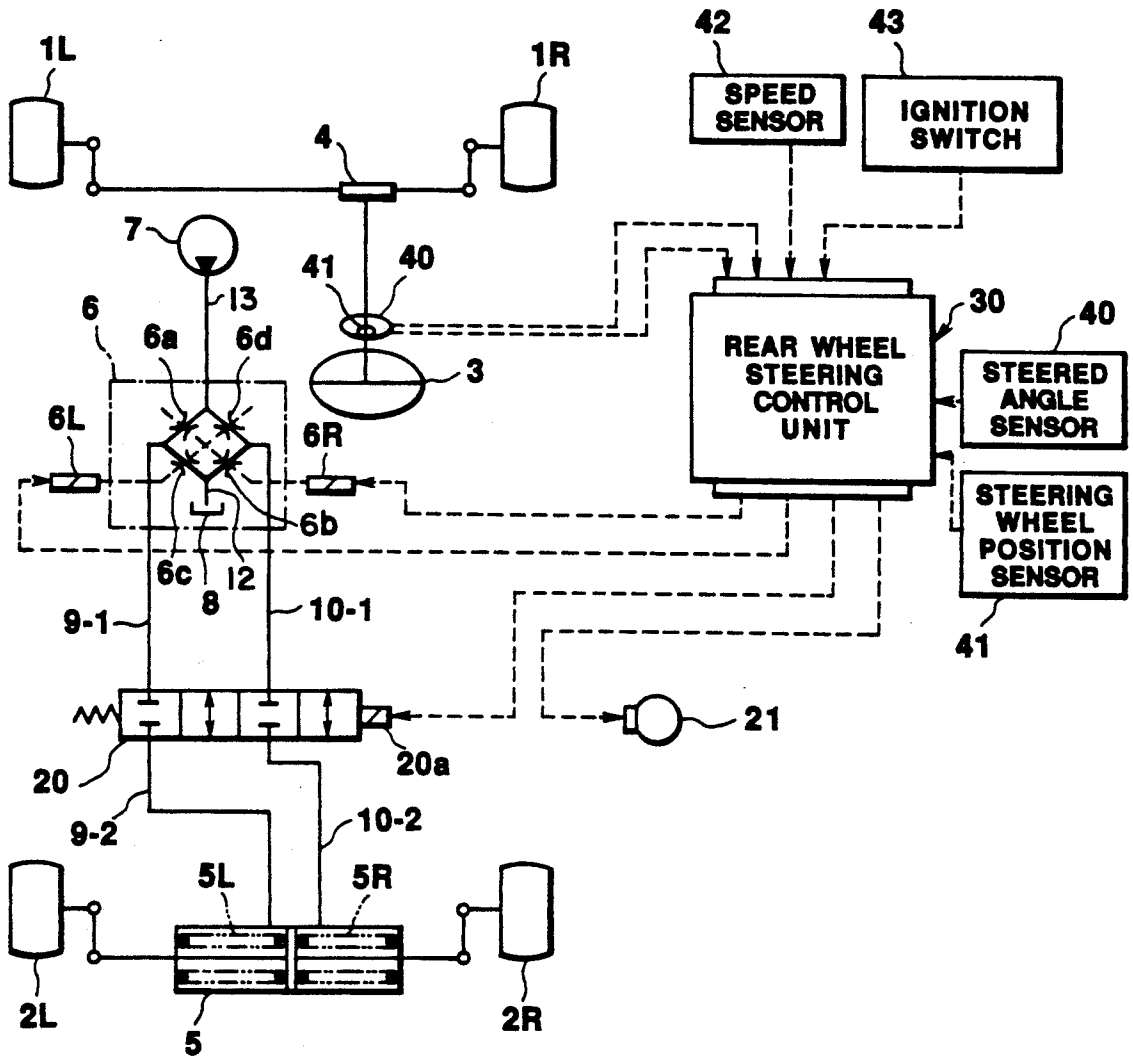 42
43
1L
1R
SPEED
SENSOR
IGNITION
SWITCH
4
7
41
40
13
6
6a
6d
30
40
3
REAR WHEEL
STEERING
CONTROL
UNIT
STEERED
ANGLE
SENSOR
6L
6R
STEERING
WHEEL
POSITION
SENSOR
6b
6c
8
12
9-1
10-1
41
21
20
20a
9-2
10-2
5L
5R
2L
5
2R